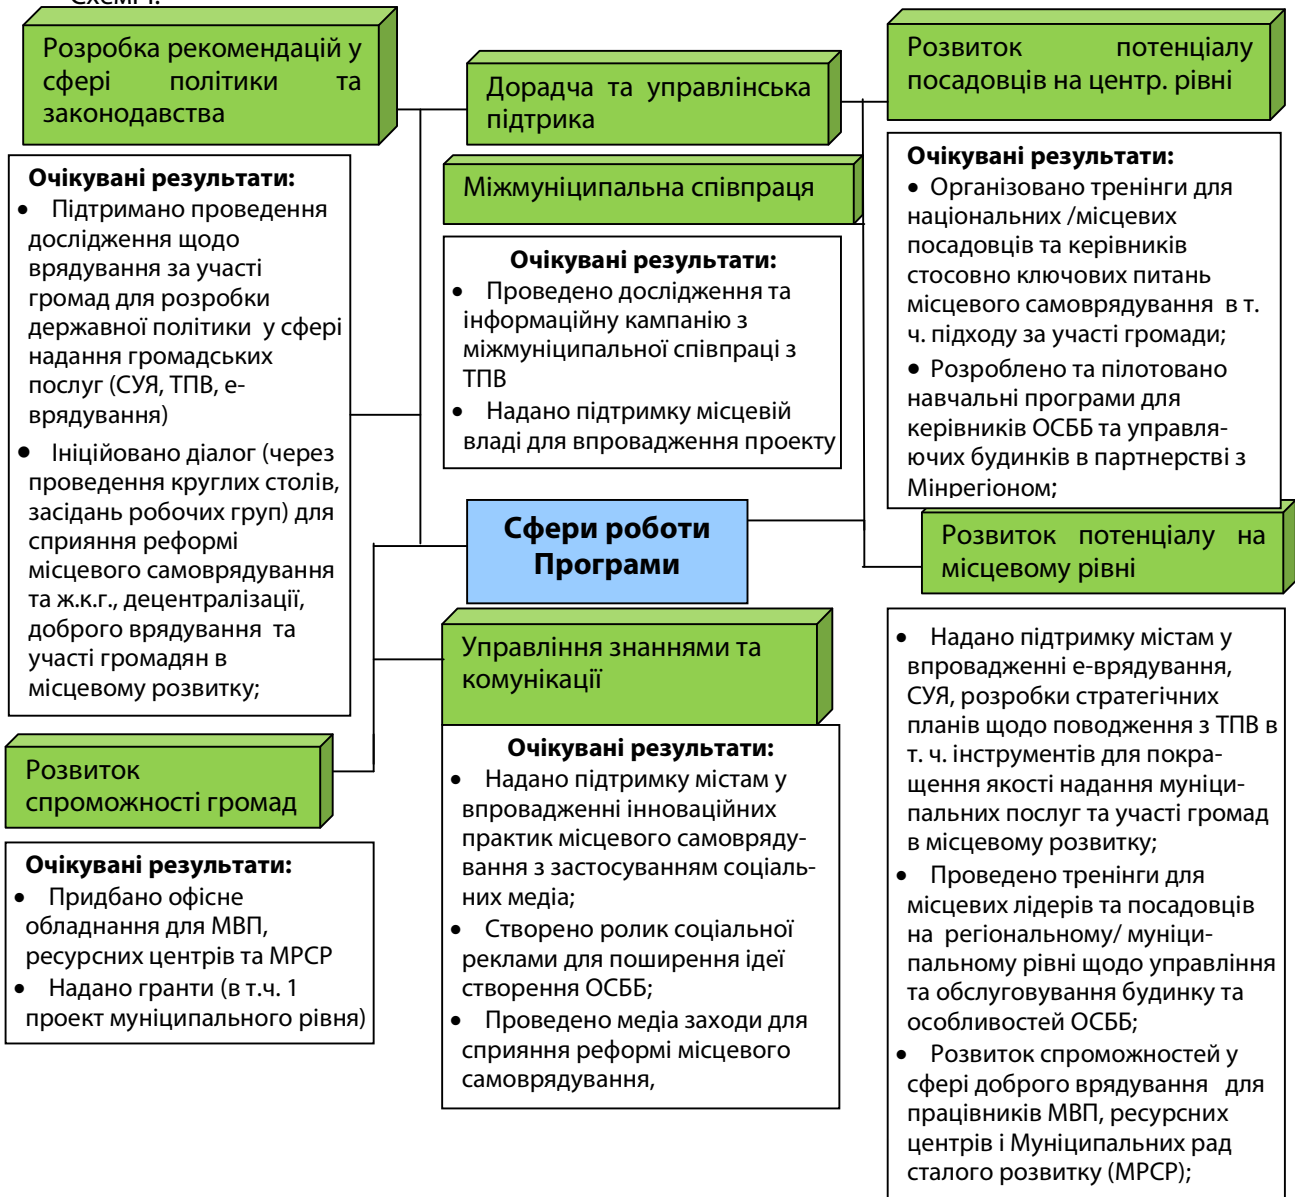 Розробка рекомендацій у
сфері політики та
законодавства
Очікувані результати:
• Підтримано проведення
дослідження щодо
врядування за участі
громад для розробки
державної політики у сфері
надання громадських
послуг (СУЯ, ТПВ, е-
врядування)
• Ініційовано діалог (через
проведення круглих столів,
засідань робочих груп) для
сприяння реформі
місцевого самоврядування
та ж.к.г., децентралізації,
доброго врядування та
участі громадян в
місцевому розвитку;
Розвиток
спроможності громад
Очікувані результати:
• Придбано офісне
обладнання для МВП,
ресурсних центрів та МРСР
• Надано гранти (в т.ч. 1
проект муніципального рівня)
Дорадча та управлінська
підтрика
Міжмуніципальна співпраця
Очікувані результати:
• Проведено дослідження та
інформаційну кампанію з
міжмуніципальної співпраці з
ТПВ
• Надано підтримку місцевій
владі для впровадження проекту
Сфери роботи
Програми
Управління знаннями та
комунікації
Очікувані результати:
• Надано підтримку містам у
впровадженні інноваційних
практик місцевого самовряду-
вання з застосуванням соціаль-
них медіа;
• Створено ролик соціальної
реклами для поширення ідеї
створення ОСББ;
• Проведено медіа заходи для
сприяння реформі місцевого
самоврядування,
Розвиток потенціалу
посадовців на центр. рівні
Очікувані результати:
• Організовано тренінги для
національних /місцевих
посадовців та керівників
стосовно ключових питань
місцевого самоврядування в т.
ч. підходу за участі громади;
• Розроблено та пілотовано
навчальні програми для
керівників ОСББ та управля-
ючих будинків в партнерстві з
Мінрегіоном;
Розвиток потенціалу на
місцевому рівні
• Надано підтримку містам у
впровадженні е-врядування,
СУЯ, розробки стратегічних
планів щодо поводження з ТПВ в
т. ч. інструментів для покра-
щення якості надання муніци-
пальних послуг та участі громад
в місцевому розвитку;
• Проведено тренінги для
місцевих лідерів та посадовців
на регіональному/ муніци-
пальному рівні щодо управління
та обслуговування будинку та
особливостей ОСББ;
• Розвиток спроможностей у
сфері доброго врядування для
працівників МВП, ресурсних
центрів і Муніципальних рад
сталого розвитку (МРСР);